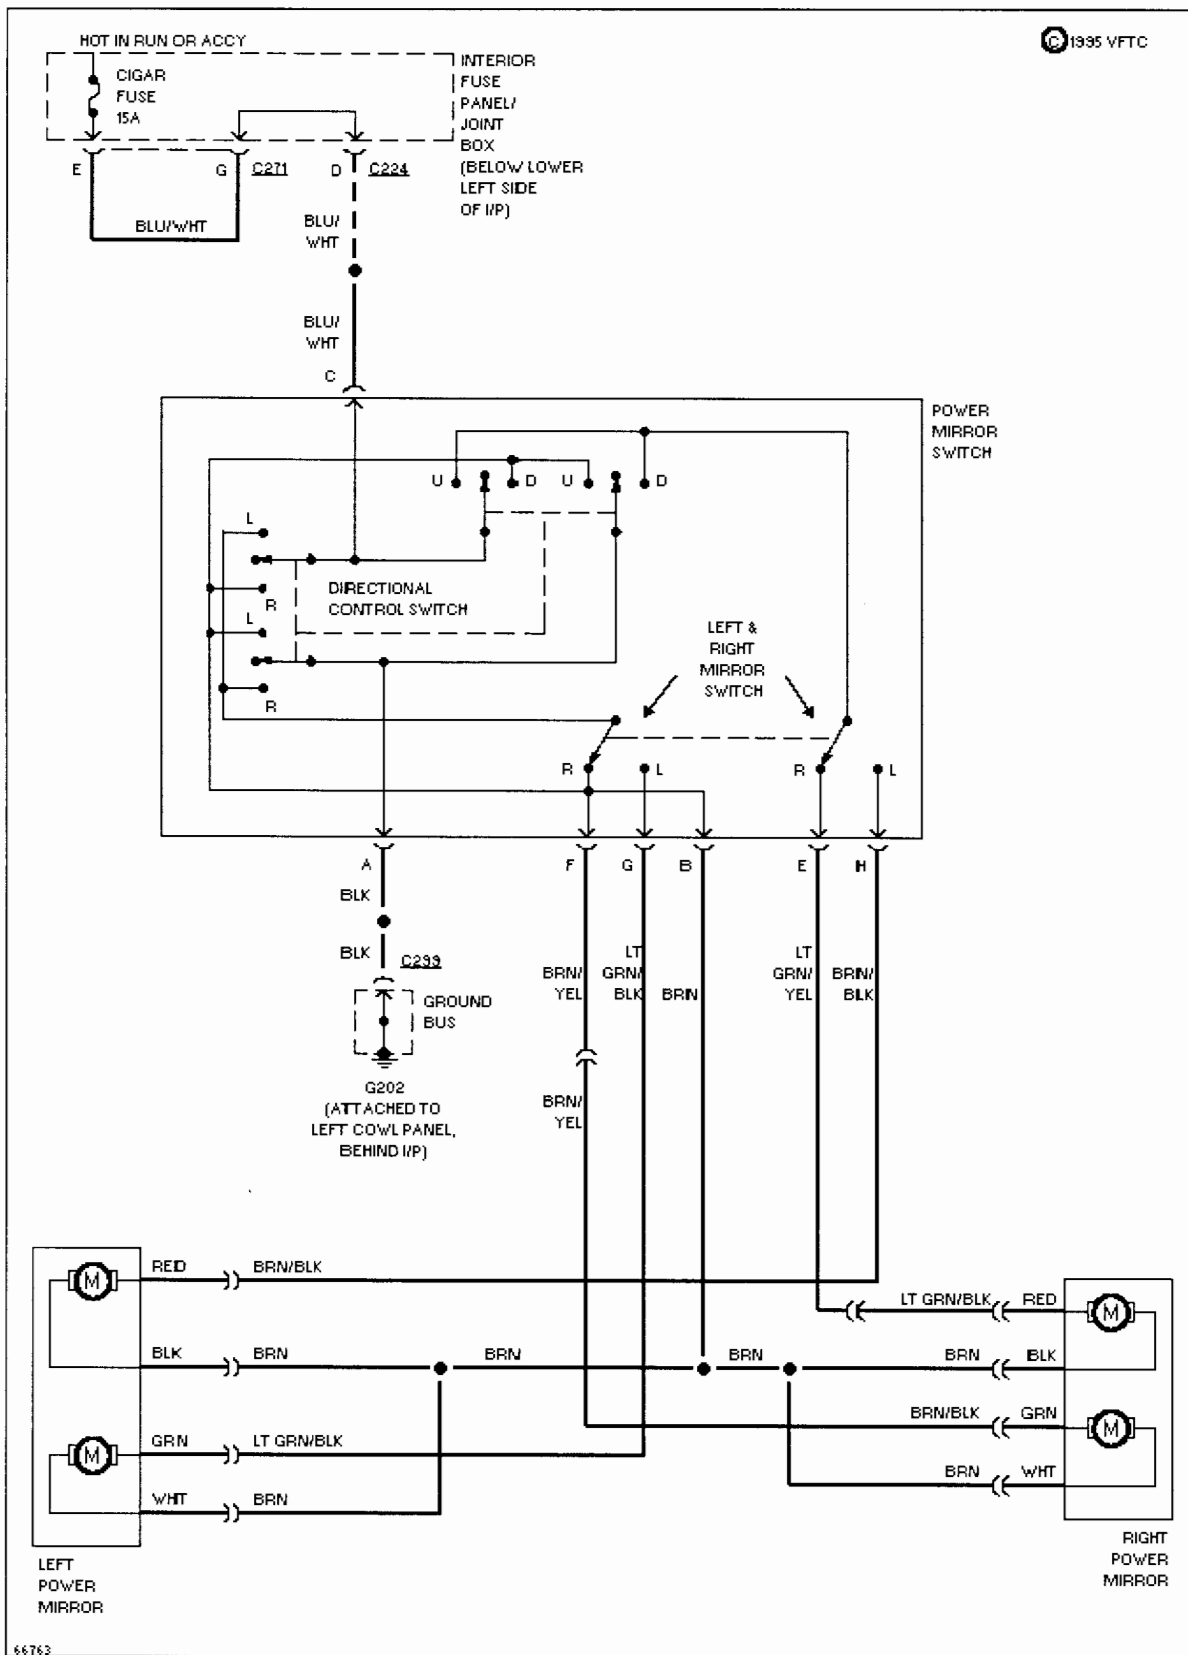 HOT IN RUN OR ACCY
© 1995 VFTC
CIGAR
FUSE
15A
INTERIOR
FUSE
PANEL/
JOINT
BOX
(BELOW LOWER
LEFT SIDE
OF I/P)
E
G
C271
D
C224
BLU/WHT
BLU/
WHT
BLU/
WHT
C
POWER
MIRROR
SWITCH
U
D
U
D
L
R
L
R
DIRECTIONAL
CONTROL SWITCH
LEFT &
RIGHT
MIRROR
SWITCH
R
L
R
L
A
F
G
B
E
H
BLK
BLK
C299
GROUND
BUS
G202
(ATTACHED TO
LEFT COWL PANEL,
BEHIND I/P)
BRN/
YEL
LT
GRN/
BLK
BRN
LT
GRN/
YEL
BRN/
BLK
BRN/
YEL
RED
BRN/BLK
LT GRN/BLK
RED
BLK
BRN
BRN
BRN
BRN
BLK
BRN/BLK
GRN
GRN
LT GRN/BLK
BRN
WHT
WHT
BRN
LEFT
POWER
MIRROR
RIGHT
POWER
MIRROR
M
M
M
M
66763